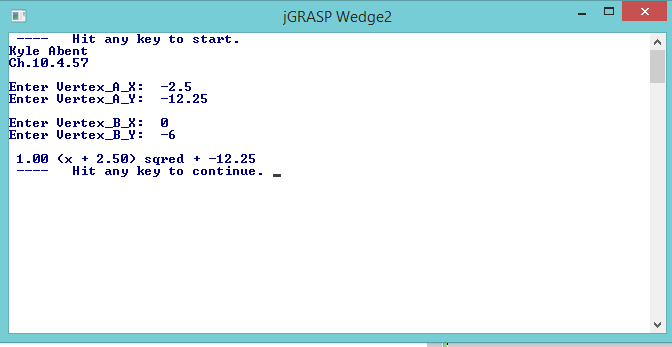 jGRASP Wedge2
----   Hit any key to start.
Kyle Abent
Ch.10.4.57
Enter Vertex_A_X:  -2.5
Enter Vertex_A_Y:  -12.25
Enter Vertex_B_X:  0
Enter Vertex_B_Y:  -6
1.00 (x + 2.50) sqred + -12.25
----   Hit any key to continue.